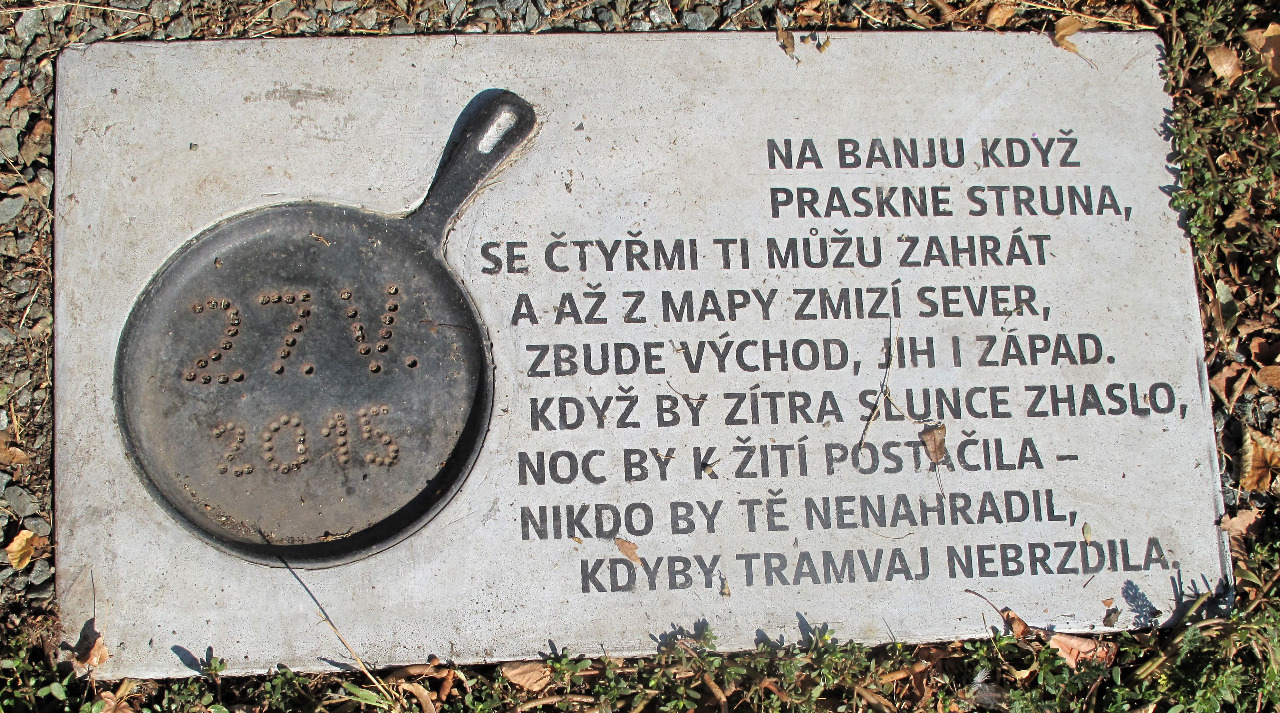 27.V.
2015
NA BANJU KDYŽ
PRASKNE STRUNA,
SE ČTYŘMI TI MŮŽU ZAHRÁT
A AŽ Z MAPY ZMIZÍ SEVER,
ZBUDE VÝCHOD, JIH I ZÁPAD.
KDYŽ BY ZÍTRA SLUNCE ZHASLO,
NOC BY K ŽITÍ POSTAČILA –
NIKDO BY TĚ NENAHRADIL,
KDYBY TRAMVAJ NEBRZDILA.